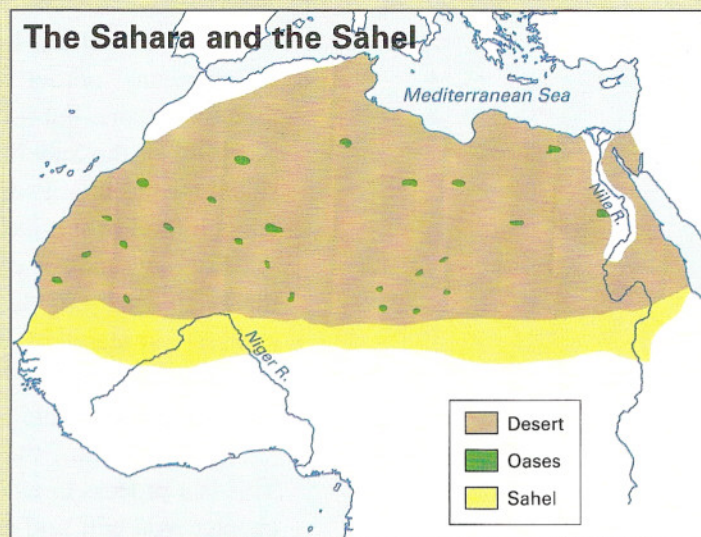 The Sahara and the Sahel
Mediterranean Sea
Nile R.
Niger R.
Desert
Oases
Sahel